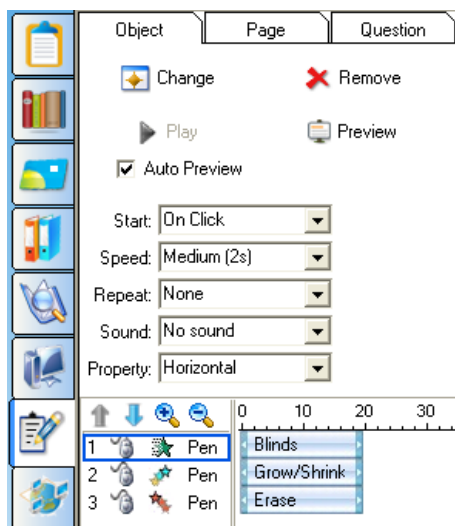 Object Page Question
Change Remove
Play Preview
Auto Preview
Start: On Click
Speed: Medium (2s)
Repeat: None
Sound: No sound
Property: Horizontal
0 10 20 30
1 Pen Blinds
2 Pen Grow/Shrink
3 Pen Erase